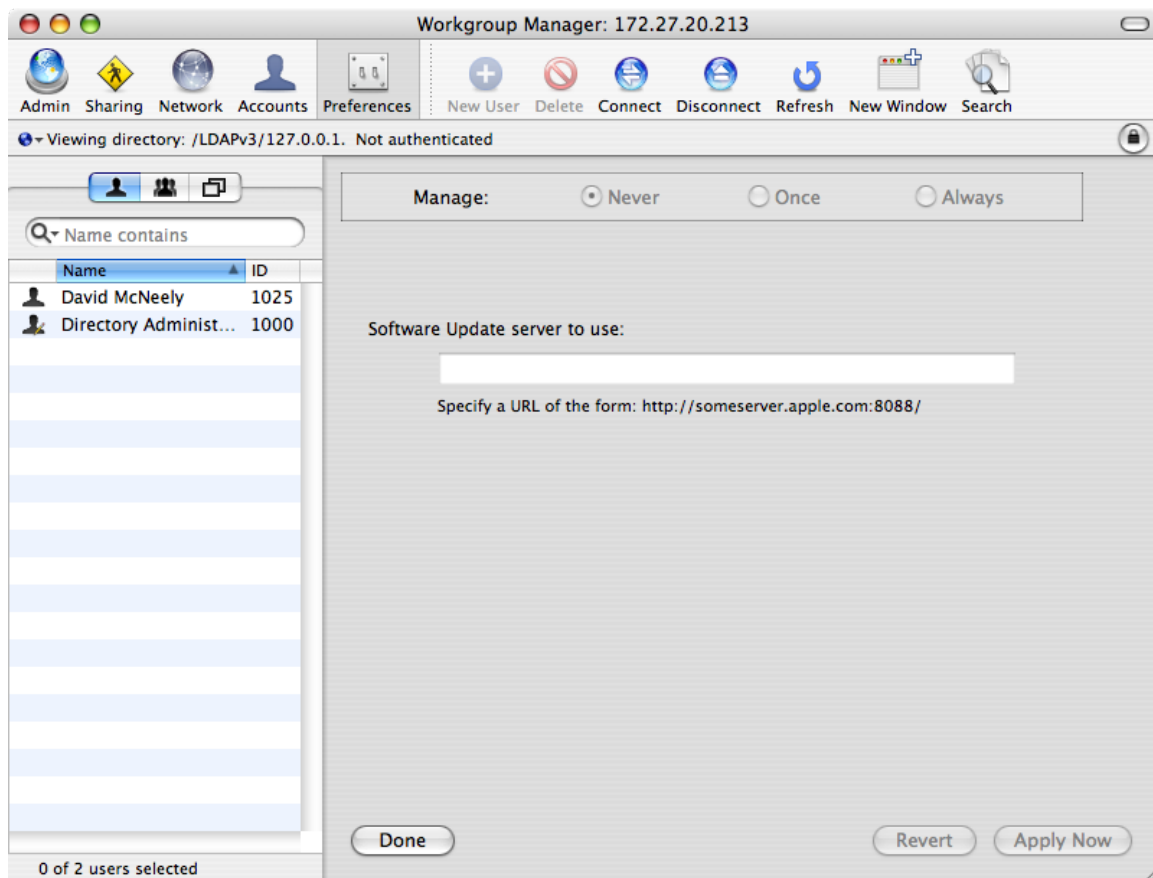 Workgroup Manager: 172.27.20.213
Admin Sharing Network Accounts Preferences New User Delete Connect Disconnect Refresh New Window Search
Viewing directory: /LDAPv3/127.0.0.1. Not authenticated
Manage: Never Once Always
Name contains
Name ID
David McNeely 1025
Directory Administ... 1000
Software Update server to use:
Specify a URL of the form: http://someserver.apple.com:8088/
Done Revert Apply Now
0 of 2 users selected